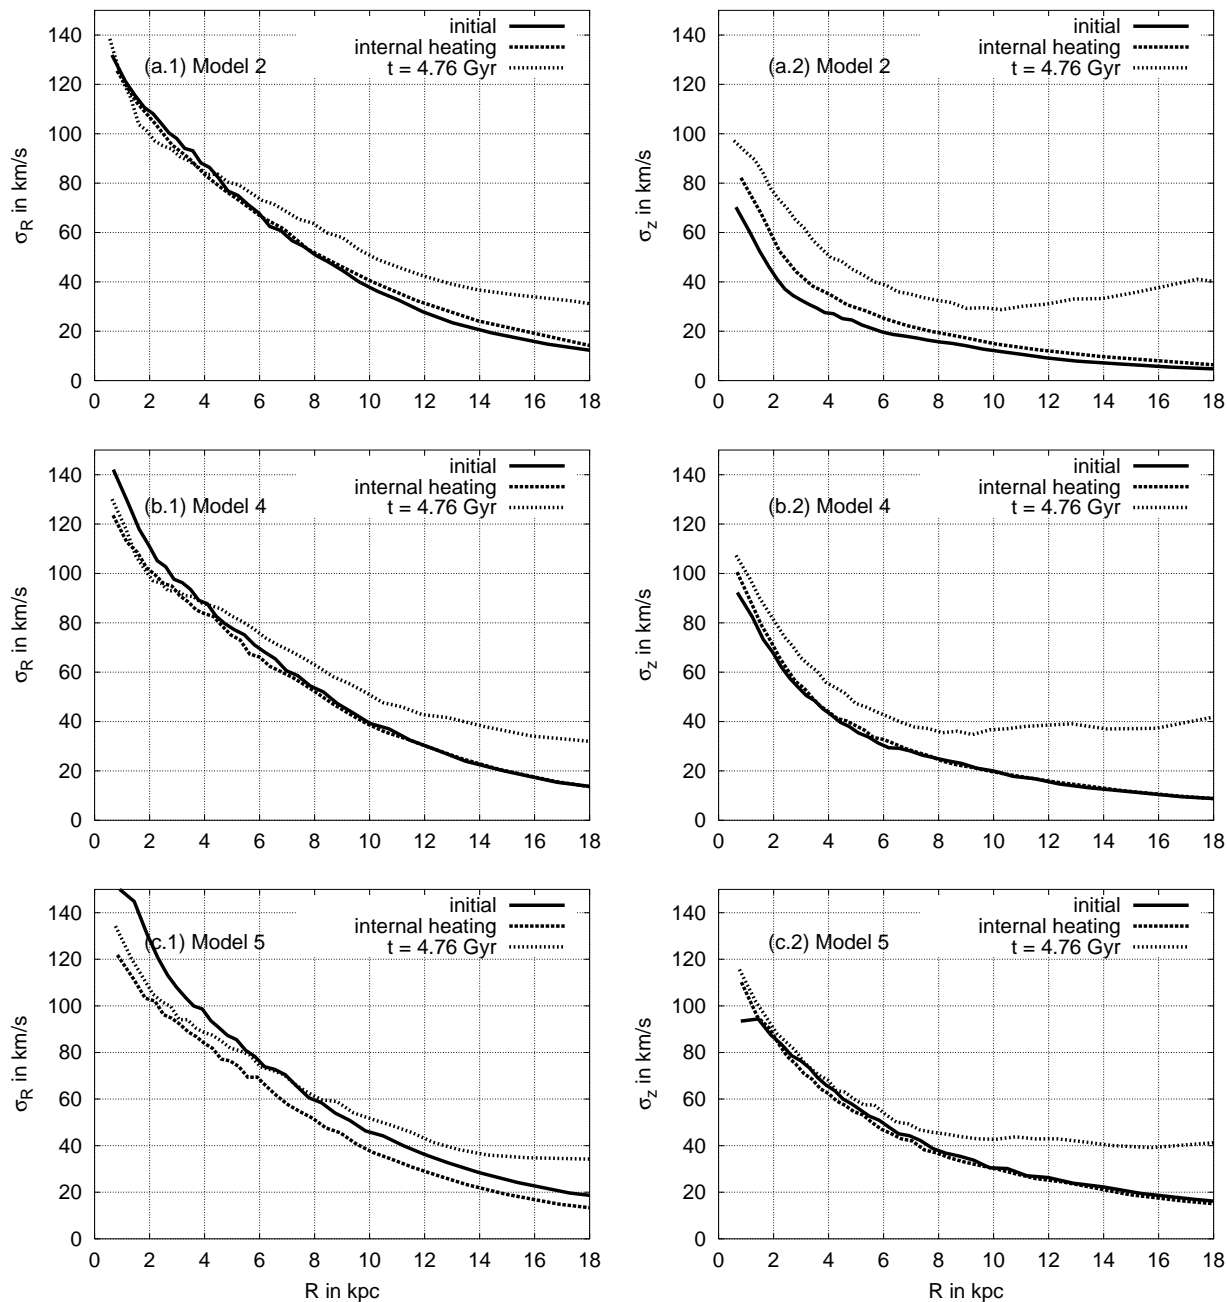 140
120
100
80
60
40
20
0
σR in km/s
(a.1) Model 2
initial
internal heating
t = 4.76 Gyr
0 2 4 6 8 10 12 14 16 18
140
120
100
80
60
40
20
0
σz in km/s
(a.2) Model 2
initial
internal heating
t = 4.76 Gyr
0 2 4 6 8 10 12 14 16 18
140
120
100
80
60
40
20
0
σR in km/s
(b.1) Model 4
initial
internal heating
t = 4.76 Gyr
0 2 4 6 8 10 12 14 16 18
140
120
100
80
60
40
20
0
σz in km/s
(b.2) Model 4
initial
internal heating
t = 4.76 Gyr
0 2 4 6 8 10 12 14 16 18
140
120
100
80
60
40
20
0
σR in km/s
(c.1) Model 5
initial
internal heating
t = 4.76 Gyr
0 2 4 6 8 10 12 14 16 18
R in kpc
140
120
100
80
60
40
20
0
σz in km/s
(c.2) Model 5
initial
internal heating
t = 4.76 Gyr
0 2 4 6 8 10 12 14 16 18
R in kpc